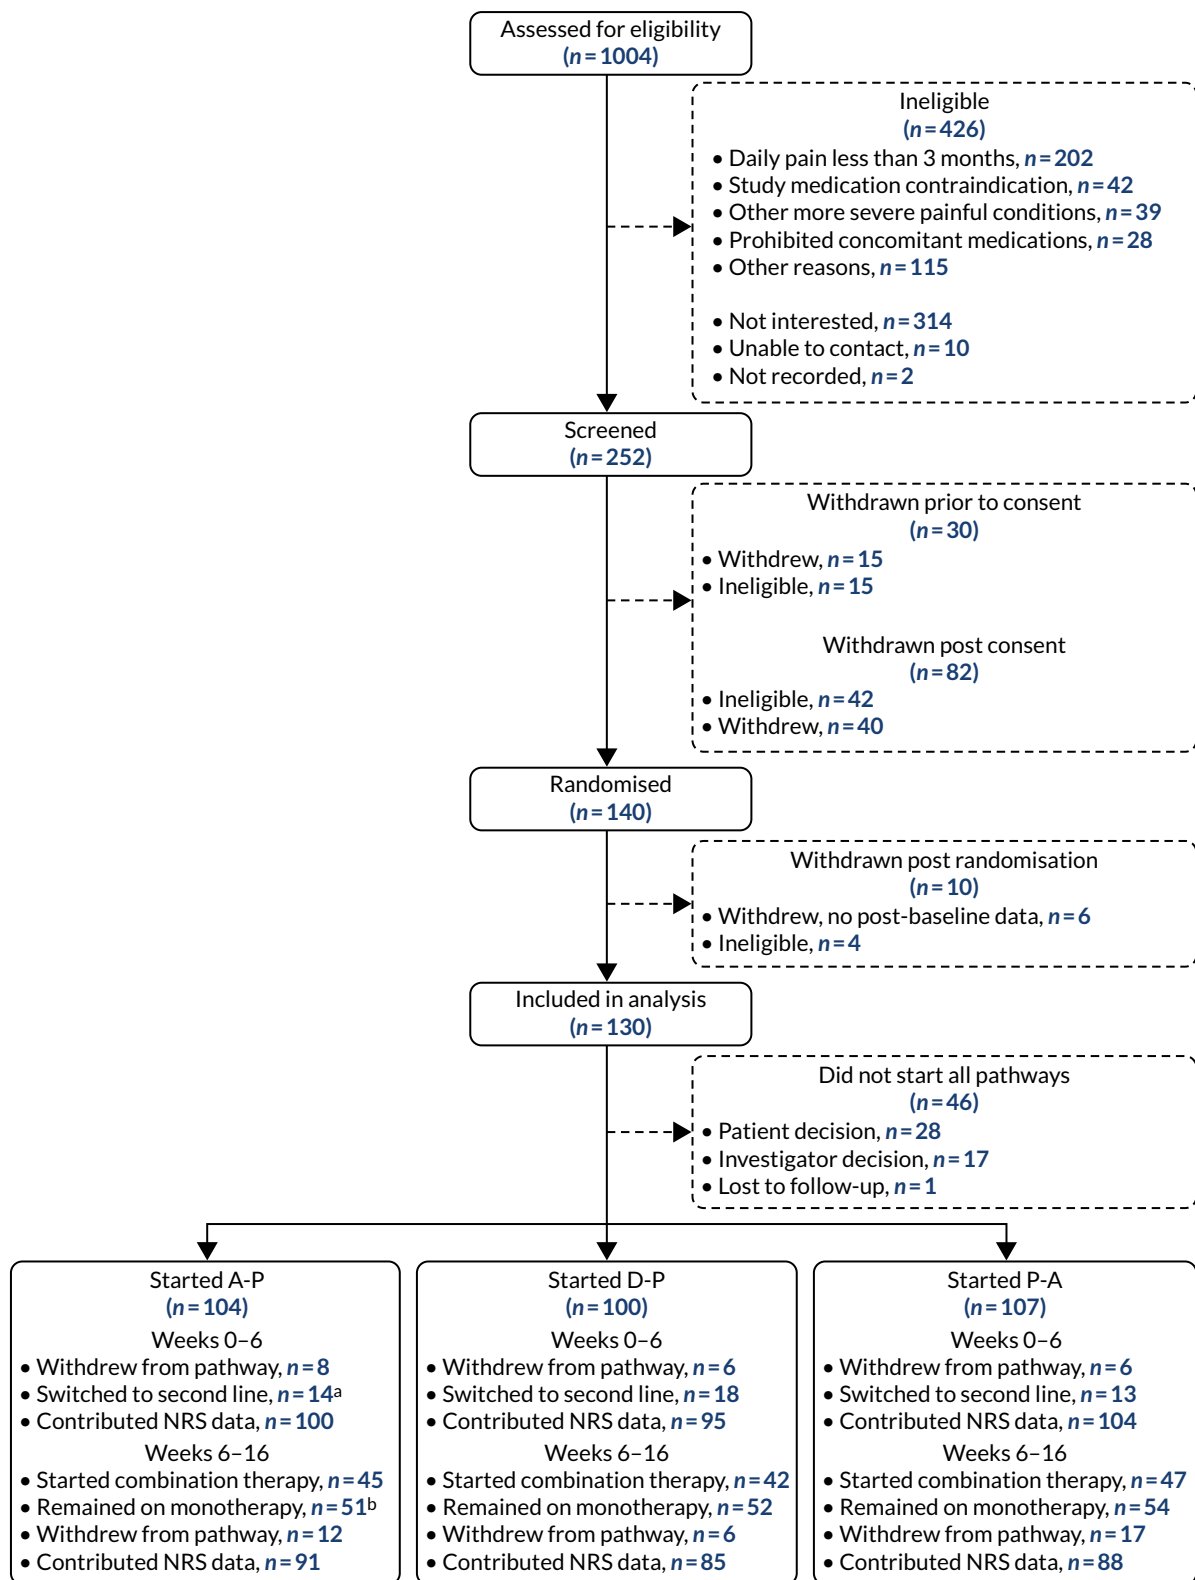 Assessed for eligibility
(n = 1004)
Ineligible
(n = 426)
• Daily pain less than 3 months, n = 202
• Study medication contraindication, n = 42
• Other more severe painful conditions, n = 39
• Prohibited concomitant medications, n = 28
• Other reasons, n = 115
• Not interested, n = 314
• Unable to contact, n = 10
• Not recorded, n = 2
Screened
(n = 252)
Withdrawn prior to consent
(n = 30)
• Withdrew, n = 15
• Ineligible, n = 15
Withdrawn post consent
(n = 82)
• Ineligible, n = 42
• Withdrew, n = 40
Randomised
(n = 140)
Withdrawn post randomisation
(n = 10)
• Withdrew, no post-baseline data, n = 6
• Ineligible, n = 4
Included in analysis
(n = 130)
Did not start all pathways
(n = 46)
• Patient decision, n = 28
• Investigator decision, n = 17
• Lost to follow-up, n = 1
Started A-P
(n = 104)
Weeks 0–6
• Withdrew from pathway, n = 8
• Switched to second line, n = 14a
• Contributed NRS data, n = 100
Weeks 6–16
• Started combination therapy, n = 45
• Remained on monotherapy, n = 51b
• Withdrew from pathway, n = 12
• Contributed NRS data, n = 91
Started D-P
(n = 100)
Weeks 0–6
• Withdrew from pathway, n = 6
• Switched to second line, n = 18
• Contributed NRS data, n = 95
Weeks 6–16
• Started combination therapy, n = 42
• Remained on monotherapy, n = 52
• Withdrew from pathway, n = 6
• Contributed NRS data, n = 85
Started P-A
(n = 107)
Weeks 0–6
• Withdrew from pathway, n = 6
• Switched to second line, n = 13
• Contributed NRS data, n = 104
Weeks 6–16
• Started combination therapy, n = 47
• Remained on monotherapy, n = 54
• Withdrew from pathway, n = 17
• Contributed NRS data, n = 88